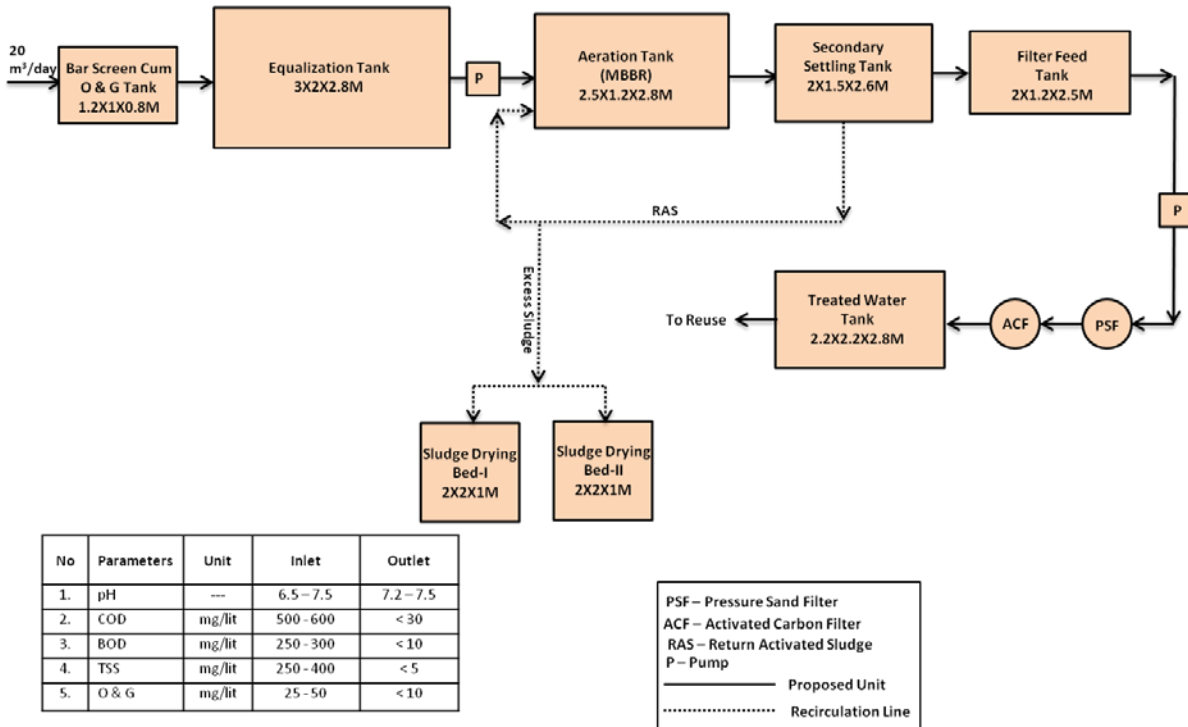 20
m³/day
Bar Screen Cum
O & G Tank
1.2X1X0.8M
Equalization Tank
3X2X2.8M
P
Aeration Tank
(MBBR)
2.5X1.2X2.8M
Secondary
Settling Tank
2X1.5X2.6M
Filter Feed
Tank
2X1.2X2.5M
RAS
P
Excess Sludge
To Reuse
Treated Water
Tank
2.2X2.2X2.8M
ACF
PSF
Sludge Drying
Bed-I
2X2X1M
Sludge Drying
Bed-II
2X2X1M
No Parameters Unit Inlet Outlet
1. pH --- 6.5 – 7.5 7.2 – 7.5
2. COD mg/lit 500 - 600 < 30
3. BOD mg/lit 250 - 300 < 10
4. TSS mg/lit 250 - 400 < 5
5. O & G mg/lit 25 - 50 < 10
PSF – Pressure Sand Filter
ACF – Activated Carbon Filter
RAS – Return Activated Sludge
P – Pump
Proposed Unit
Recirculation Line